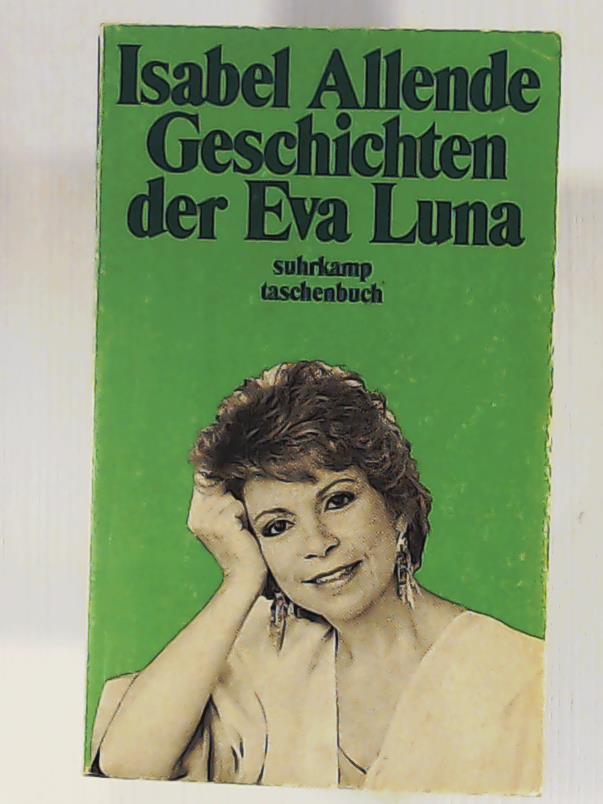 Isabel Allende
Geschichten
der Eva Luna
suhrkamp
taschenbuch